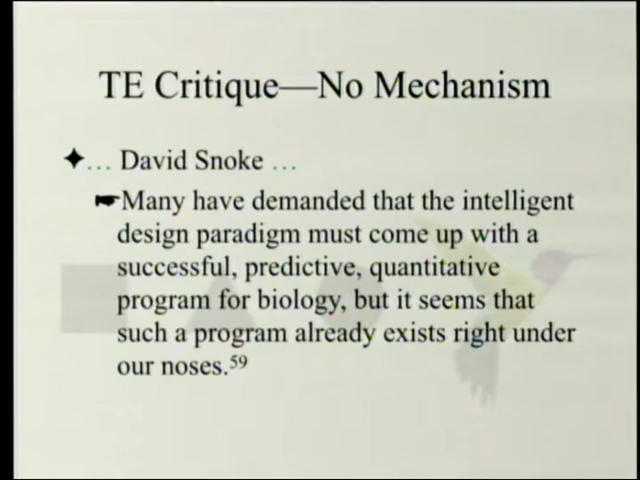 TE Critique—No Mechanism
… David Snoke …
Many have demanded that the intelligent
design paradigm must come up with a
successful, predictive, quantitative
program for biology, but it seems that
such a program already exists right under
our noses.59